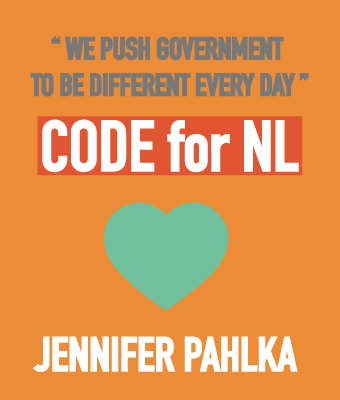 “ WE PUSH GOVERNMENT
TO BE DIFFERENT EVERY DAY ”
CODE for NL
JENNIFER PAHLKA